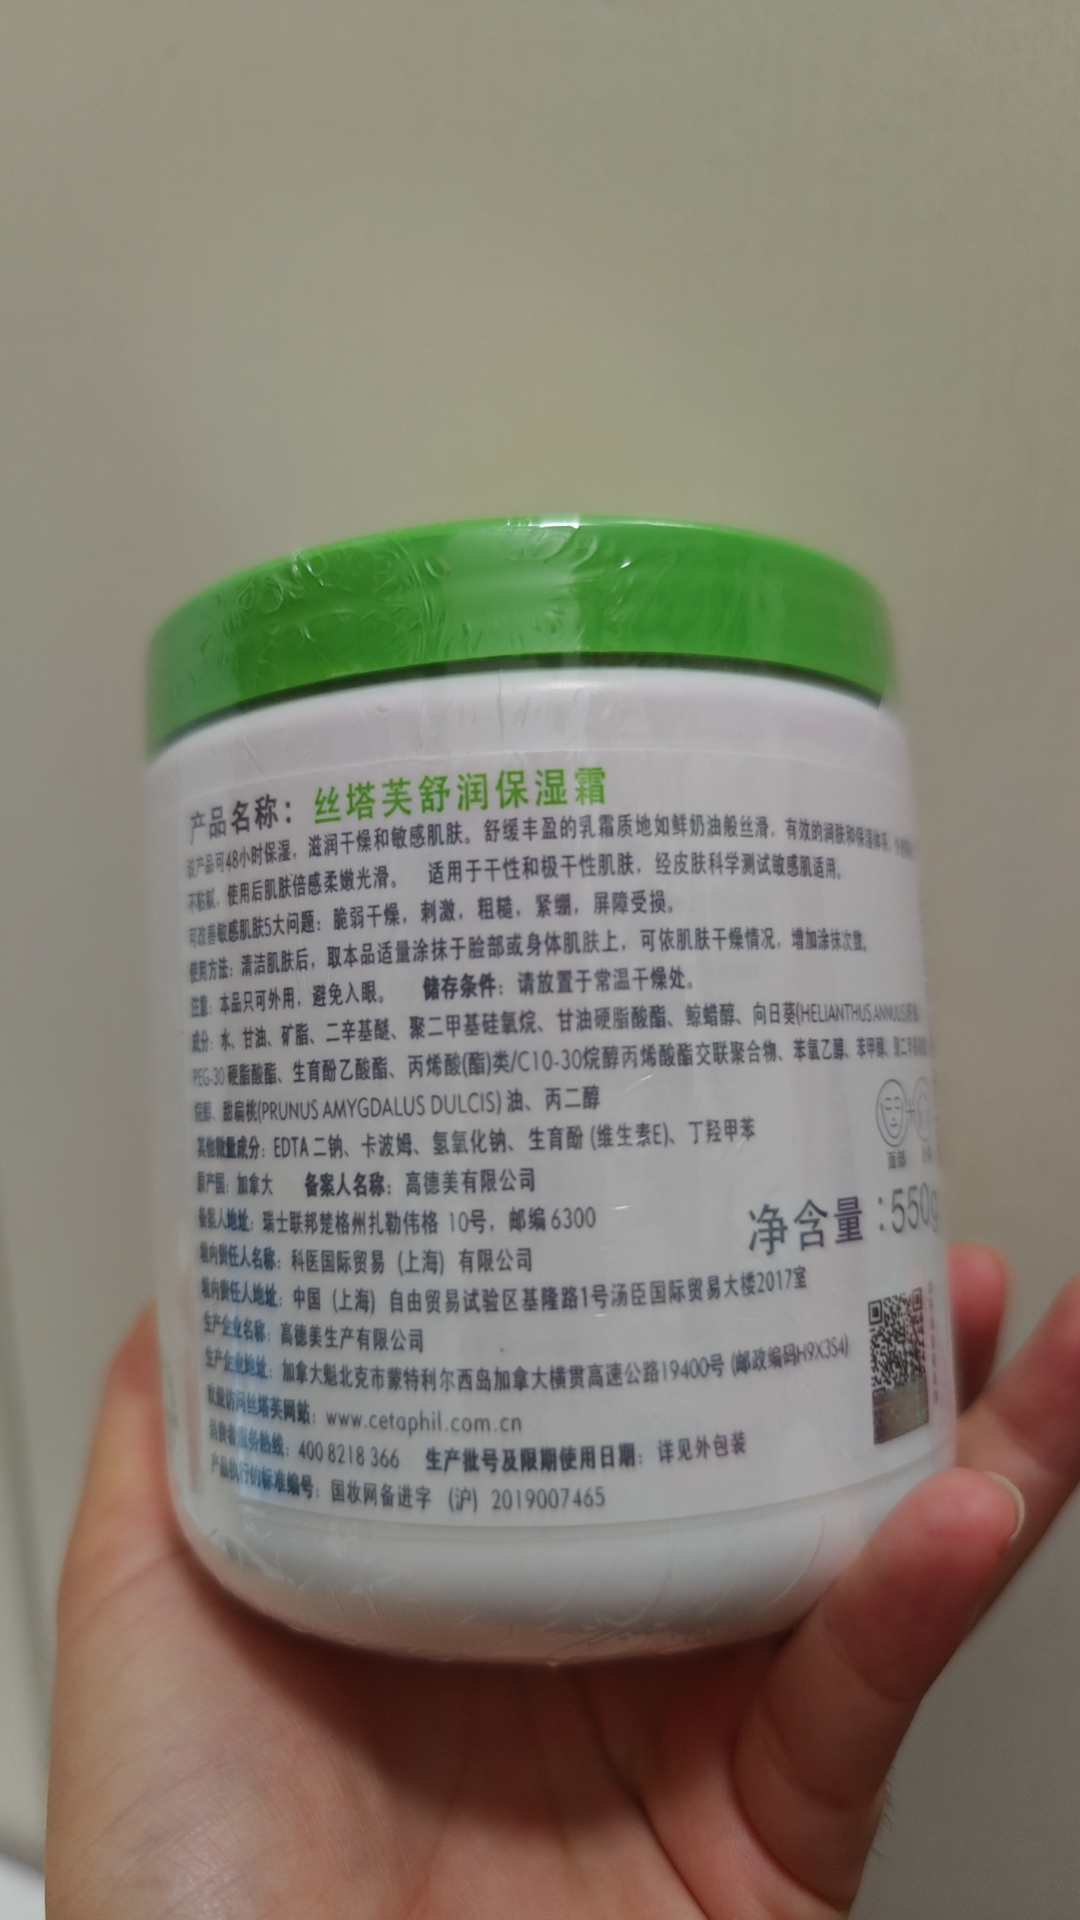 产品名称：丝塔芙舒润保湿霜
该产品可48小时保湿，滋润干燥和敏感肌肤。舒缓丰盈的乳霜质地如鲜奶油般丝滑，有效的润肤和保湿体系，
不粘腻，使用后肌肤倍感柔嫩光滑。 适用于干性和极干性肌肤，经皮肤科学测试敏感肌适用。
可改善敏感肌肤5大问题：脆弱干燥，刺激，粗糙，紧绷，屏障受损。
使用方法：清洁肌肤后，取本品适量涂抹于脸部或身体肌肤上，可依肌肤干燥情况，增加涂抹次数。
注意：本品只可外用，避免入眼。 储存条件：请放置于常温干燥处。
成分：水、甘油、矿脂、二辛基醚、聚二甲基硅氧烷、甘油硬脂酸酯、鲸蜡醇、向日葵(HELIANTHUS ANNUUS)
PEG-30 硬脂酸酯、生育酚乙酸酯、丙烯酸(酯)类/C10-30烷醇丙烯酸酯交联聚合物、苯氧乙醇、苯甲醇、
烷醇、甜扁桃(PRUNUS AMYGDALUS DULCIS) 油、丙二醇
其他微量成分：EDTA 二钠、卡波姆、氢氧化钠、生育酚 (维生素E)、丁羟甲苯
面部
原产国：加拿大 备案人名称：高德美有限公司
备案人地址：瑞士联邦楚格州扎勒伟格 10号，邮编 6300
净含量：550g
境内责任人名称：科医国际贸易 (上海) 有限公司
境内责任人地址：中国 (上海) 自由贸易试验区基隆路1号汤臣国际贸易大楼2017室
生产企业名称：高德美生产有限公司
生产企业地址：加拿大魁北克市蒙特利尔西岛加拿大横贯高速公路19400号 (邮政编码H9X3S4)
欢迎访问丝塔芙网站：www.cetaphil.com.cn
消费者服务热线：400 8218 366 生产批号及限期使用日期：详见外包装
产品执行的标准编号：国妆网备进字 (沪) 2019007465